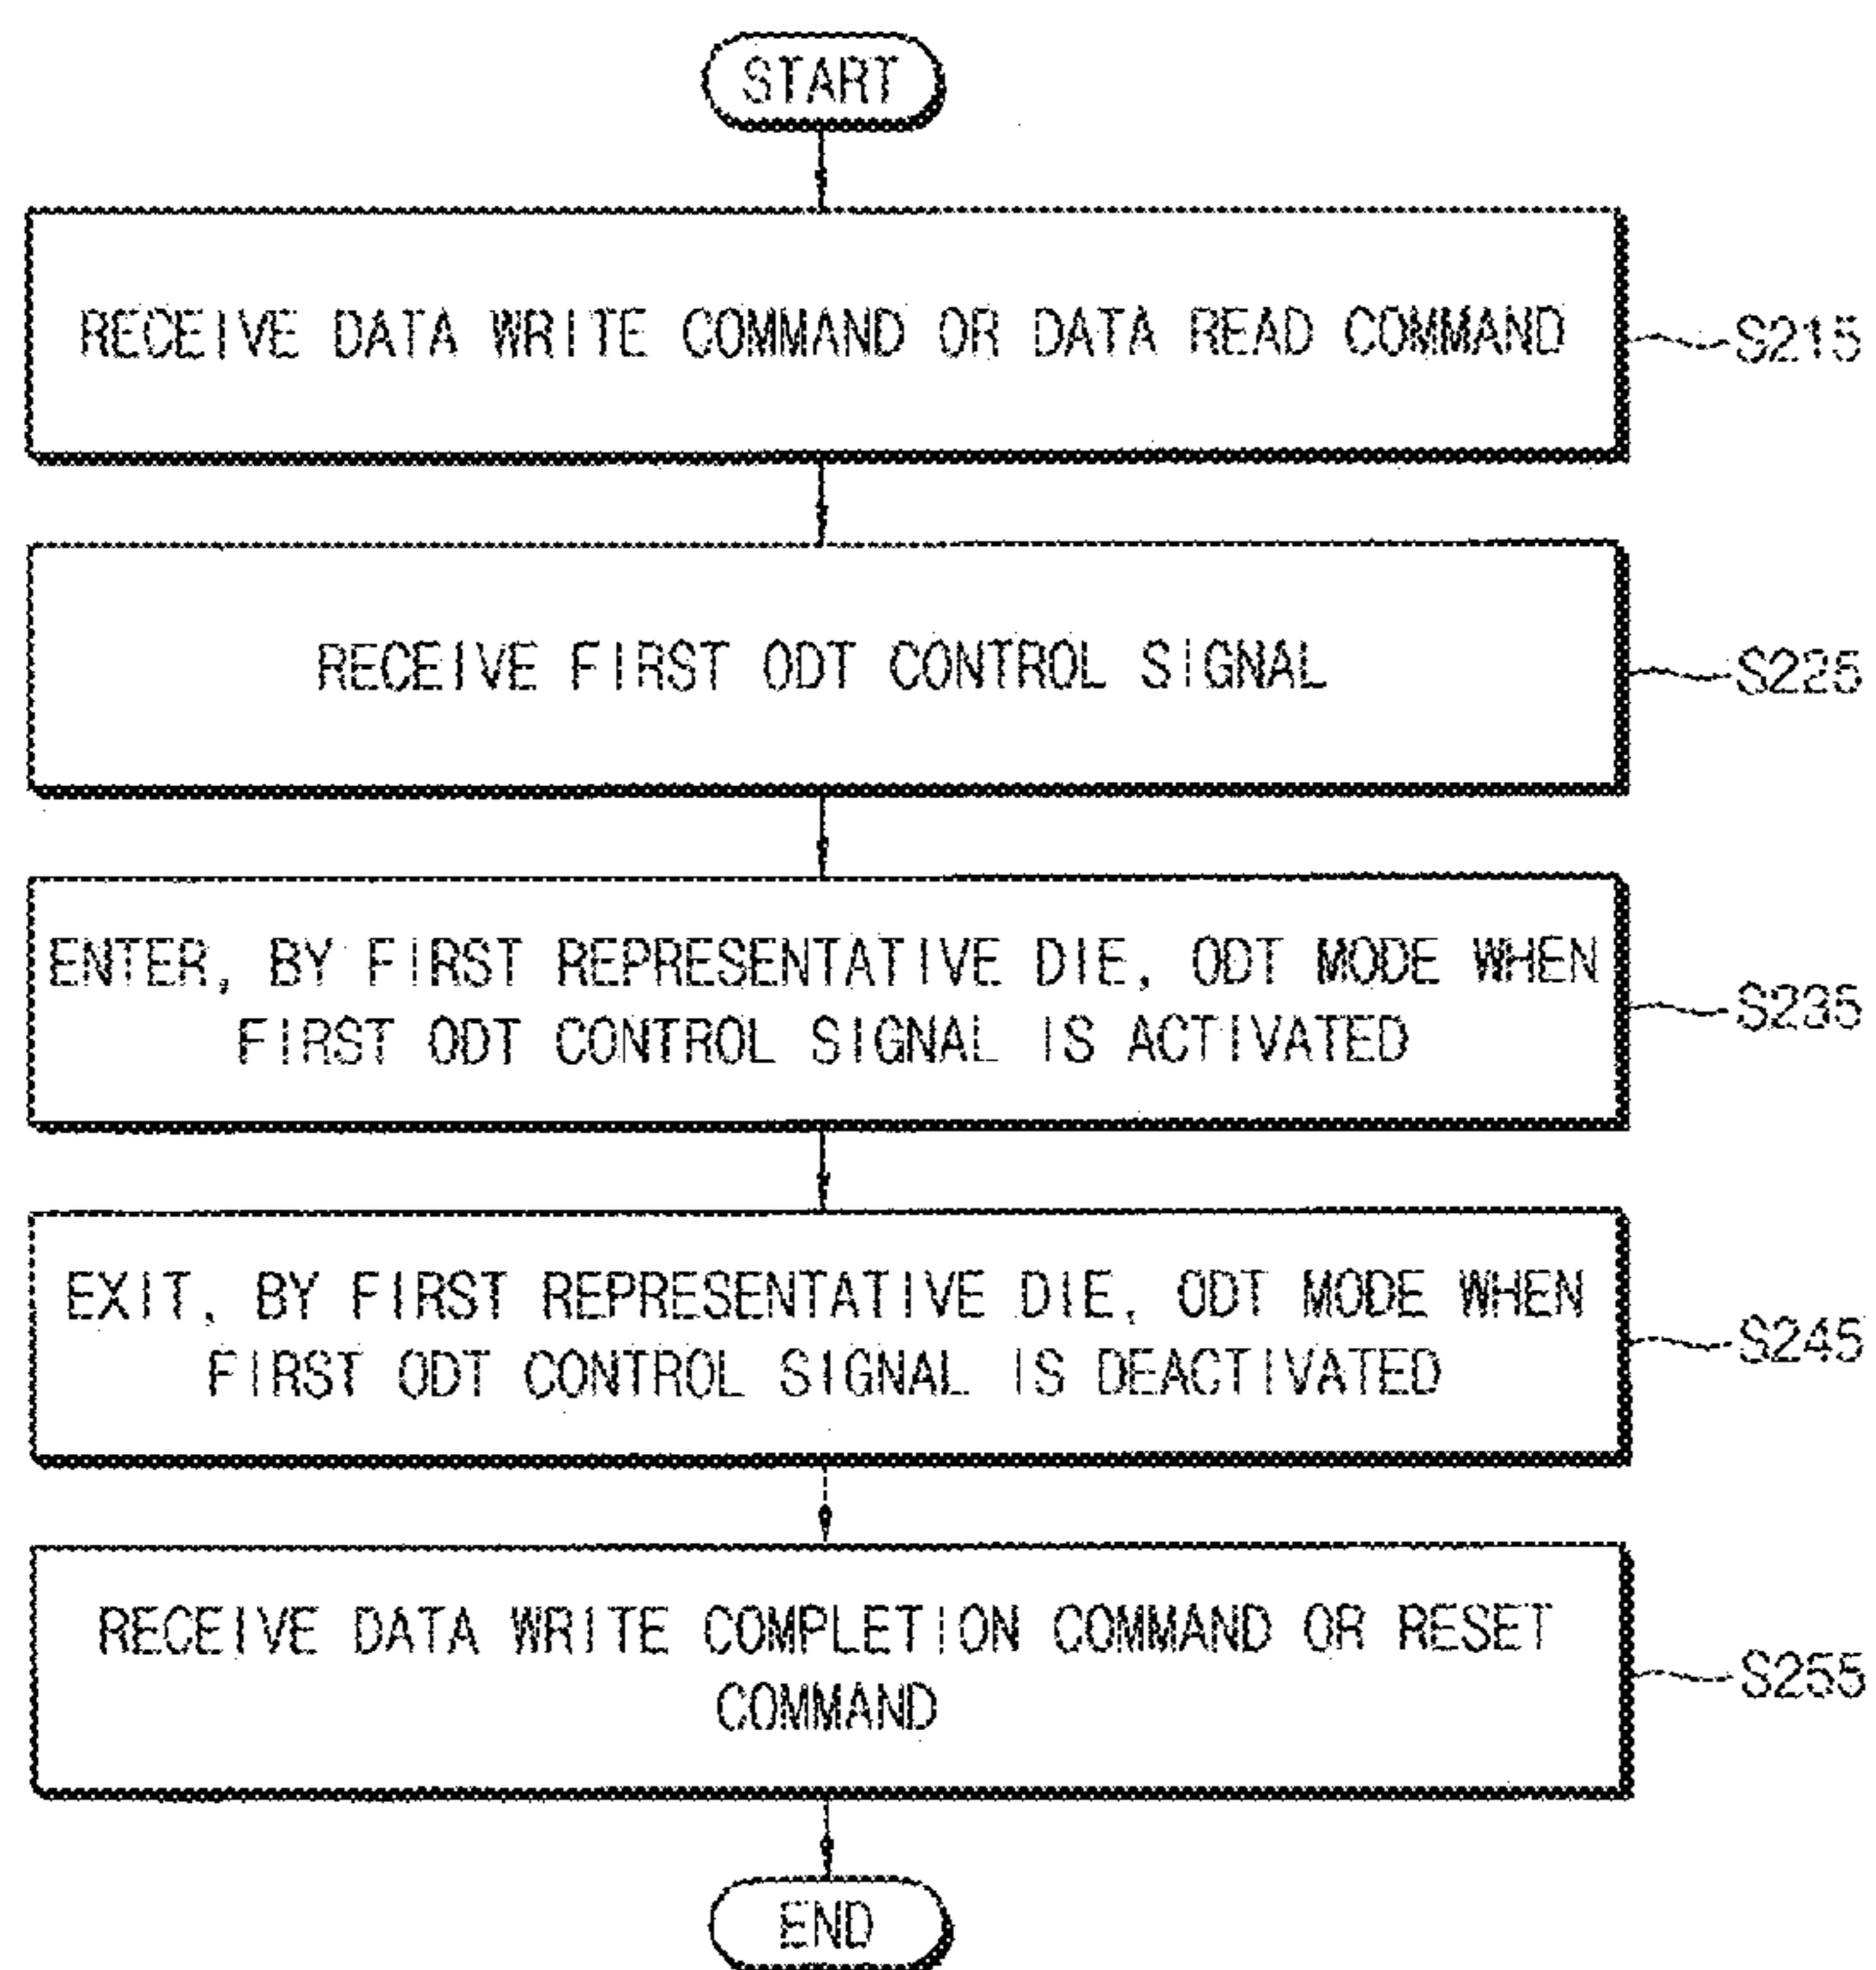 START
RECEIVE DATA WRITE COMMAND OR DATA READ COMMAND
S215
RECEIVE FIRST ODT CONTROL SIGNAL
S225
ENTER, BY FIRST REPRESENTATIVE DIE, ODT MODE WHEN
FIRST ODT CONTROL SIGNAL IS ACTIVATED
S235
EXIT, BY FIRST REPRESENTATIVE DIE, ODT MODE WHEN
FIRST ODT CONTROL SIGNAL IS DEACTIVATED
S245
RECEIVE DATA WRITE COMPLETION COMMAND OR RESET
COMMAND
S255
END